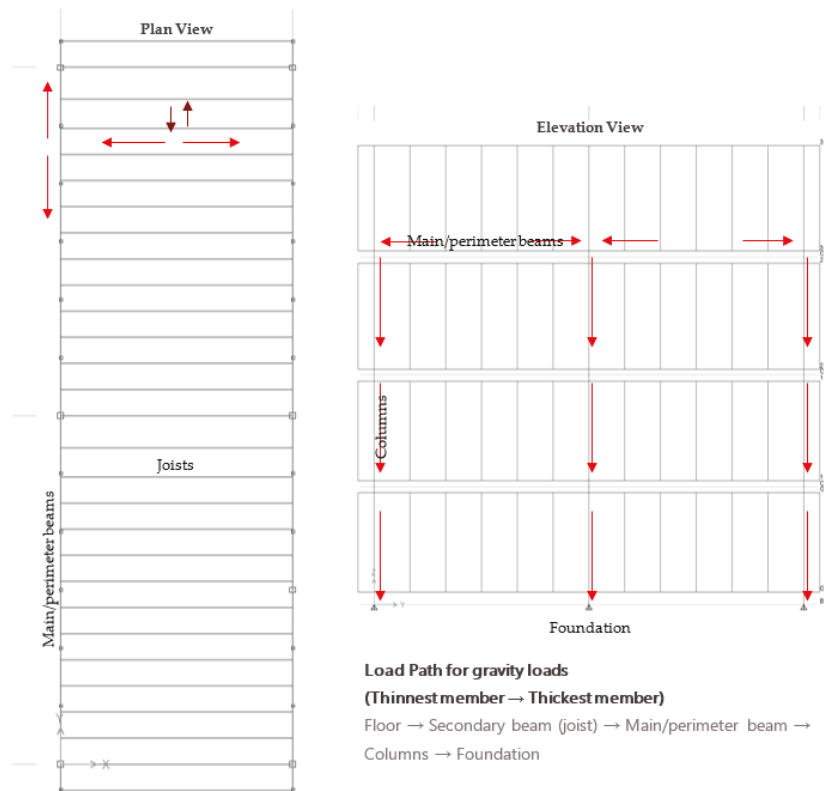 Plan View
Joists
Main/perimeter beams
Y
X
Elevation View
Main/perimeter beams
Columns
Y
Foundation
Load Path for gravity loads
(Thinnest member → Thickest member)
Floor → Secondary beam (joist) → Main/perimeter beam →
Columns → Foundation